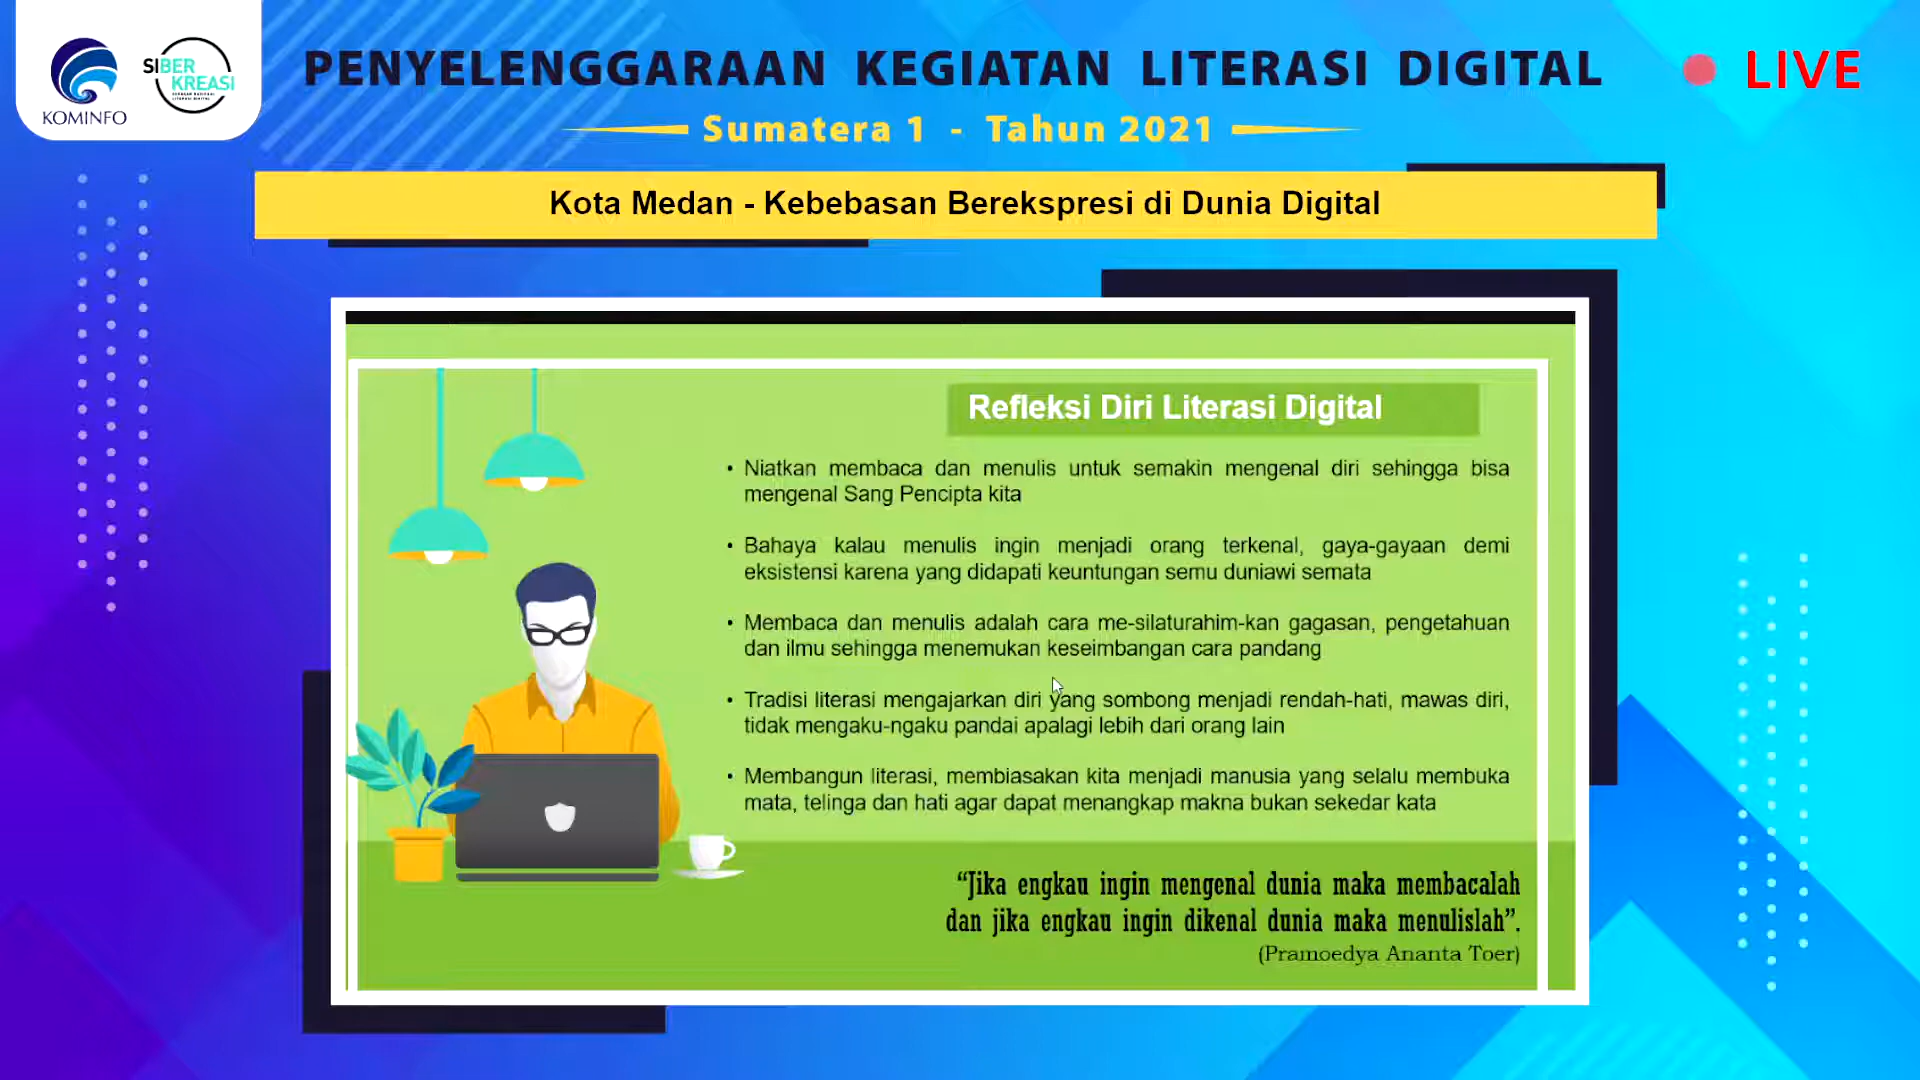 KOMINFO
SIBER
KREASI
PENYELENGGARAAN KEGIATAN LITERASI DIGITAL
LIVE
Sumatera 1 - Tahun 2021
Kota Medan - Kebebasan Berekspresi di Dunia Digital
Refleksi Diri Literasi Digital
• Niatkan membaca dan menulis untuk semakin mengenal diri sehingga bisa
mengenal Sang Pencipta kita
• Bahaya kalau menulis ingin menjadi orang terkenal, gaya-gayaan demi
eksistensi karena yang didapati keuntungan semu duniawi semata
• Membaca dan menulis adalah cara me-silaturahim-kan gagasan, pengetahuan
dan ilmu sehingga menemukan keseimbangan cara pandang
• Tradisi literasi mengajarkan diri yang sombong menjadi rendah-hati, mawas diri,
tidak mengaku-ngaku pandai apalagi lebih dari orang lain
• Membangun literasi, membiasakan kita menjadi manusia yang selalu membuka
mata, telinga dan hati agar dapat menangkap makna bukan sekedar kata
“Jika engkau ingin mengenal dunia maka membacalah
dan jika engkau ingin dikenal dunia maka menulislah”.
(Pramoedya Ananta Toer)